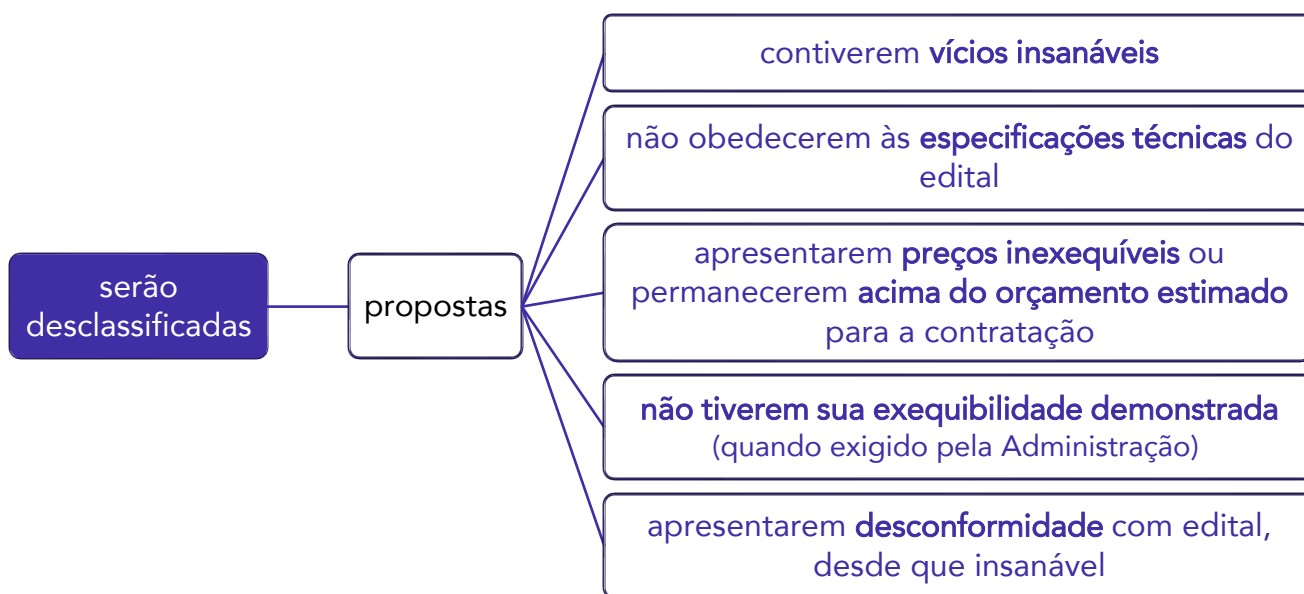 serão
desclassificadas
propostas
contiverem vícios insanáveis
não obedecerem às especificações técnicas do
edital
apresentarem preços inexequíveis ou
permanecerem acima do orçamento estimado
para a contratação
não tiverem sua exequibilidade demonstrada
(quando exigido pela Administração)
apresentarem desconformidade com edital,
desde que insanável